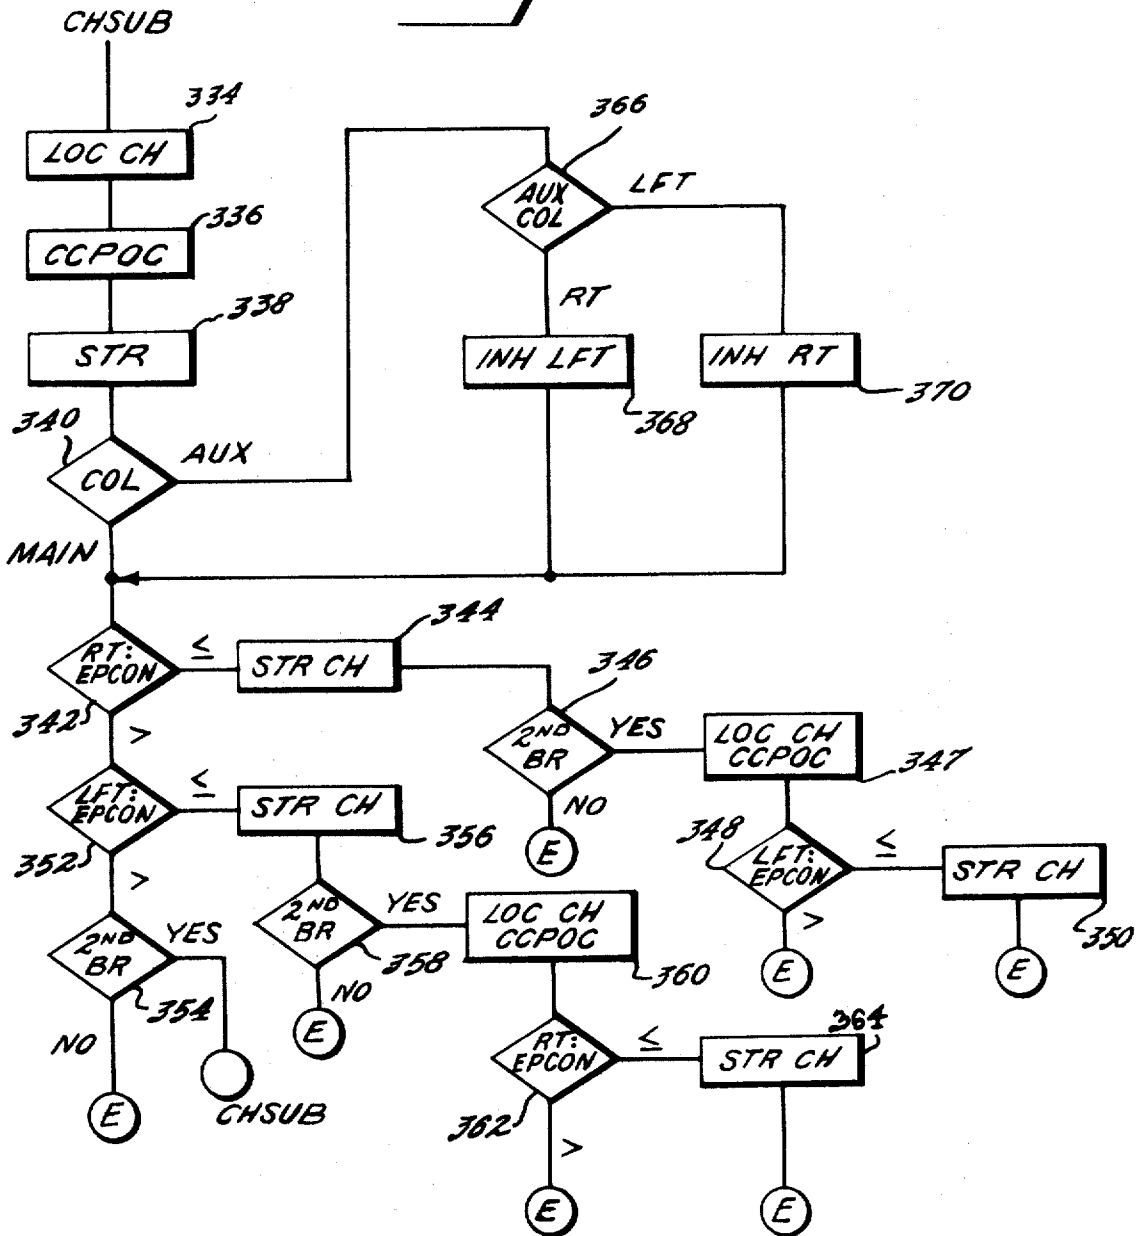 CHSUB
334
LOC CH
336
CCPOC
338
STR
340
COL
AUX
MAIN
366
AUX
COL
LFT
RT
INH LFT
368
INH RT
370
RT:
EPCON
342
≤
>
344
STR CH
346
2ND
BR
YES
NO
E
LOC CH
CCPOC
347
348
LFT:
EPCON
≤
>
E
STR CH
350
E
LFT:
EPCON
352
≤
>
STR CH
356
2ND
BR
358
YES
NO
E
LOC CH
CCPOC
360
2ND
BR
354
YES
NO
E
CHSUB
RT:
EPCON
362
≤
>
E
364
STR CH
E